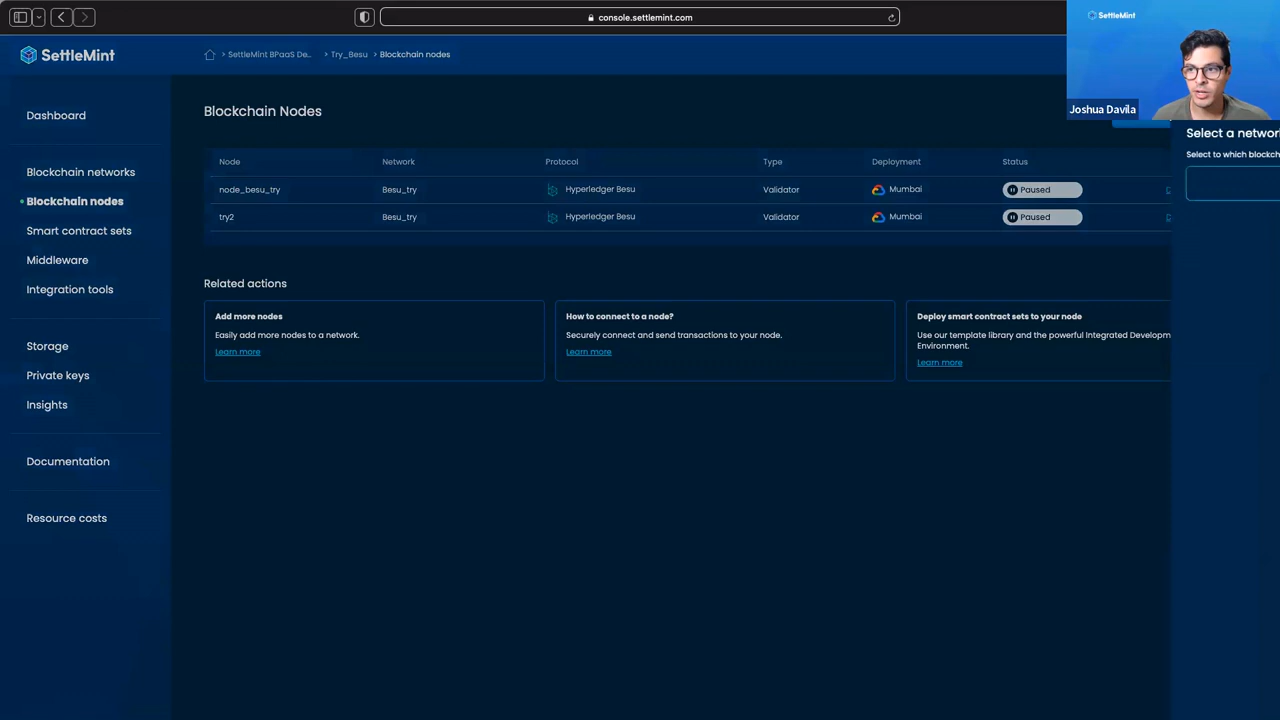 console.settlemint.com
SettleMint
SettleMint
SettleMint BPaaS De... > Try_Besu > Blockchain nodes
Joshua Davila
Dashboard
Blockchain networks
Blockchain nodes
Smart contract sets
Middleware
Integration tools
Storage
Private keys
Insights
Documentation
Resource costs
Blockchain Nodes
Node Network Protocol Type Deployment Status
node_besu_try Besu_try Hyperledger Besu Validator Mumbai Paused
try2 Besu_try Hyperledger Besu Validator Mumbai Paused
Related actions
Add more nodes
Easily add more nodes to a network.
Learn more
How to connect to a node?
Securely connect and send transactions to your node.
Learn more
Deploy smart contract sets to your node
Use our template library and the powerful Integrated Developm
Environment.
Learn more
Select a networ
Select to which blockch